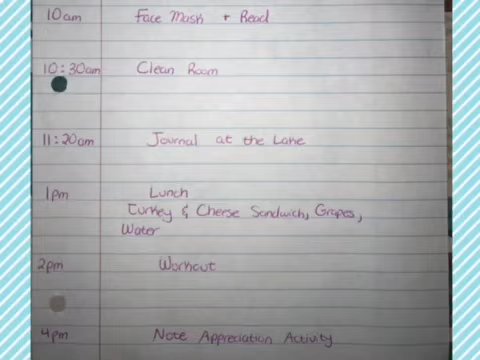 10am Face Mask + Read
10:30am Clean Room
11:20am Journal at the Lake
1pm Lunch
Turkey & Cheese Sandwich, Grapes,
Water
2pm Workout
4pm Note Appreciation Activity